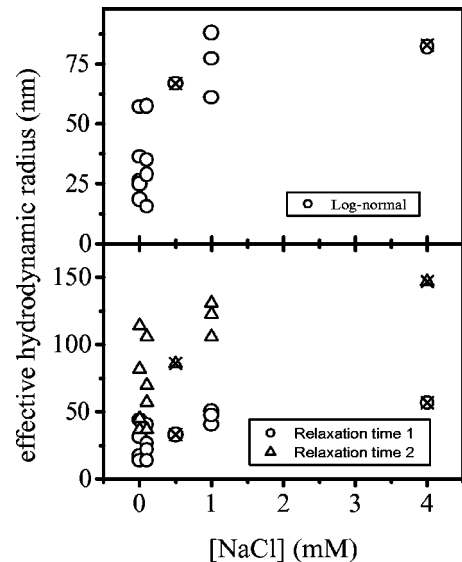 effective hydrodynamic radius (nm)
75
50
25
0
Log-normal
150
100
50
0
Relaxation time 1
Relaxation time 2
0 1 2 3 4
[NaCl] (mM)